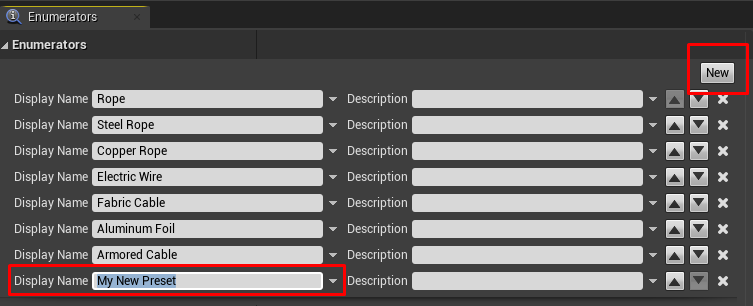 Enumerators
Enumerators
New
Display Name Rope Description
Display Name Steel Rope Description
Display Name Copper Rope Description
Display Name Electric Wire Description
Display Name Fabric Cable Description
Display Name Aluminum Foil Description
Display Name Armored Cable Description
Display Name My New Preset Description